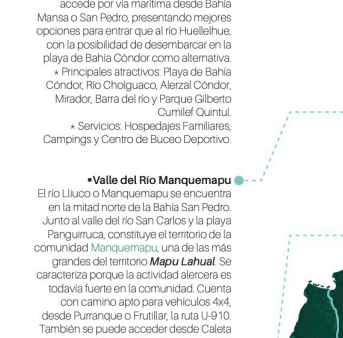 accede por vía marítima desde Bahía
Mansa o San Pedro, presentando mejores
opciones para entrar que al río Huellelhue,
con la posibilidad de desembarcar en la
playa de Bahía Cóndor como alternativa.
* Principales atractivos: Playa de Bahía
Cóndor, Río Cholguaco, Alerzal Cóndor,
Mirador, Barra del río y Parque Gilberto
Cumilef Quintul.
* Servicios: Hospedajes Familiares,
Campings y Centro de Buceo Deportivo.
•Valle del Río Manquemapu
El río Lliuco o Manquemapu se encuentra
en la mitad norte de la Bahía San Pedro.
Junto al valle del río San Carlos y la playa
Panguirruca, constituye el territorio de la
comunidad Manquemapu, una de las más
grandes del territorio Mapu Lahual. Se
caracteriza porque la actividad alercera es
todavía fuerte en la comunidad. Cuenta
con camino apto para vehículos 4x4,
desde Purranque o Frutillar, la ruta U-910.
También se puede acceder desde Caleta